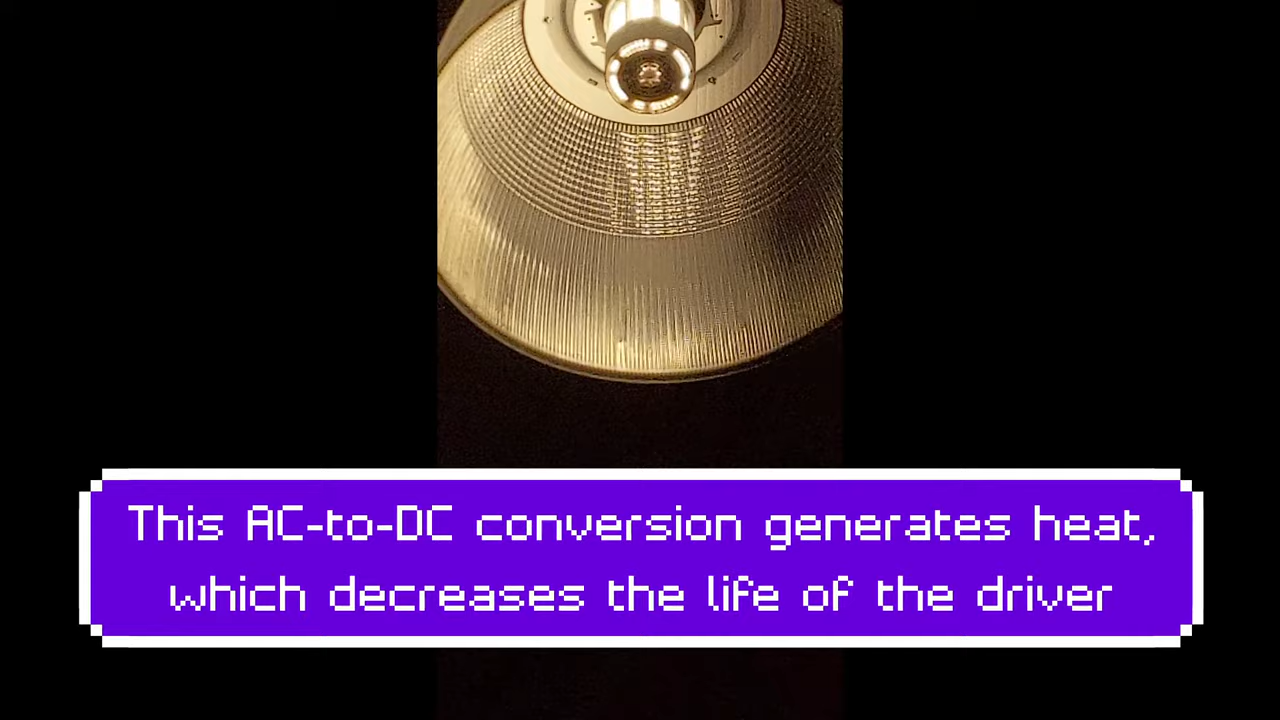 This AC-to-DC conversion generates heat,
which decreases the life of the driver